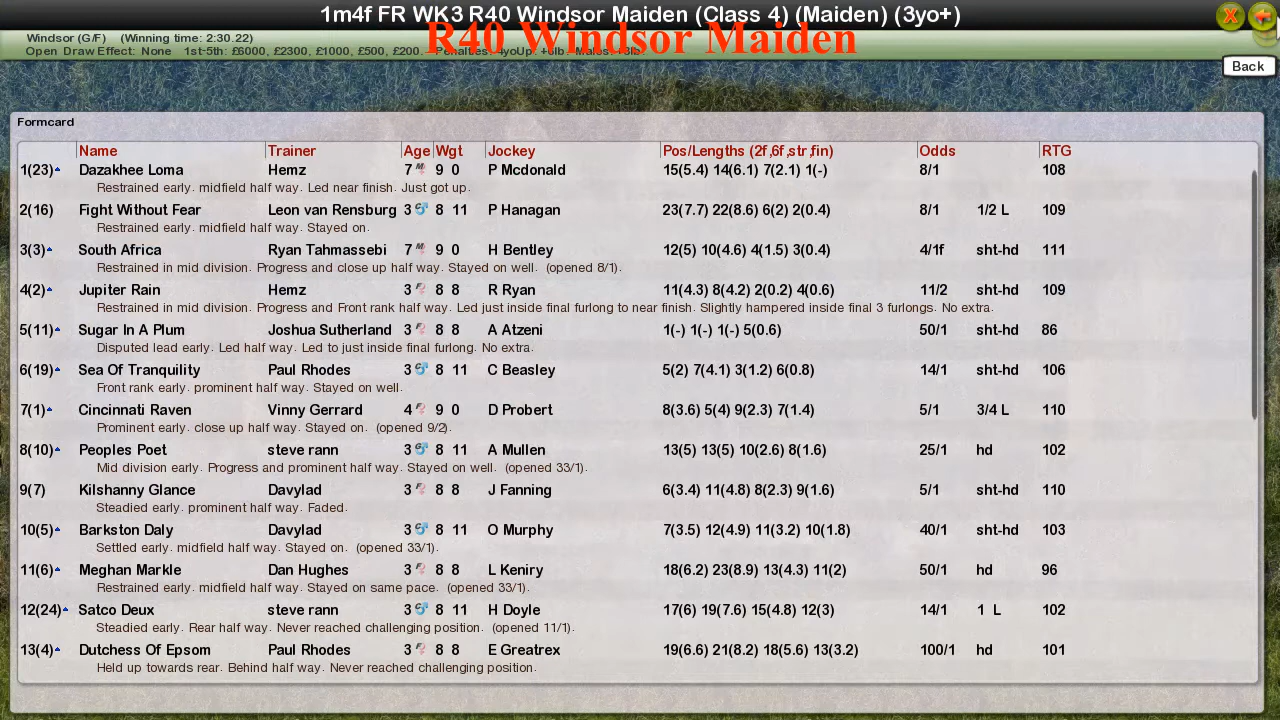 1m4f FR WK3 R40 Windsor Maiden (Class 4) (Maiden) (3yo+)
Windsor (G/F) (Winning time: 2:30.22)
R40 Windsor Maiden
Open Draw Effect: None 1st-5th: £6000, £2300, £1000, £500, £200. Penalties: 4yoUp: +6lb Males: +3lb
Back
Formcard
Name Trainer Age Wgt Jockey Pos/Lengths (2f,6f,str,fin) Odds RTG
1(23) Dazakhee Loma Hemz 7 9 0 P Mcdonald 15(5.4) 14(6.1) 7(2.1) 1(-) 8/1 108
Restrained early. midfield half way. Led near finish. Just got up.
2(16) Fight Without Fear Leon van Rensburg 3 8 11 P Hanagan 23(7.7) 22(8.6) 6(2) 2(0.4) 8/1 1/2 L 109
Restrained early. midfield half way. Stayed on.
3(3) South Africa Ryan Tahmassebi 7 9 0 H Bentley 12(5) 10(4.6) 4(1.5) 3(0.4) 4/1f sht-hd 111
Restrained in mid division. Progress and close up half way. Stayed on well. (opened 8/1).
4(2) Jupiter Rain Hemz 3 8 8 R Ryan 11(4.3) 8(4.2) 2(0.2) 4(0.6) 11/2 sht-hd 109
Restrained in mid division. Progress and Front rank half way. Led just inside final furlong to near finish. Slightly hampered inside final 3 furlongs. No extra.
5(11) Sugar In A Plum Joshua Sutherland 3 8 8 A Atzeni 1(-) 1(-) 1(-) 5(0.6) 50/1 sht-hd 86
Disputed lead early. Led half way. Led to just inside final furlong. No extra.
6(19) Sea Of Tranquility Paul Rhodes 3 8 11 C Beasley 5(2) 7(4.1) 3(1.2) 6(0.8) 14/1 sht-hd 106
Front rank early. prominent half way. Stayed on well.
7(1) Cincinnati Raven Vinny Gerrard 4 9 0 D Probert 8(3.6) 5(4) 9(2.3) 7(1.4) 5/1 3/4 L 110
Prominent early. close up half way. Stayed on. (opened 9/2).
8(10) Peoples Poet steve rann 3 8 11 A Mullen 13(5) 13(5) 10(2.6) 8(1.6) 25/1 hd 102
Mid division early. Progress and prominent half way. Stayed on well. (opened 33/1).
9(7) Kilshanny Glance Davylad 3 8 8 J Fanning 6(3.4) 11(4.8) 8(2.3) 9(1.6) 5/1 sht-hd 110
Steadied early. prominent half way. Faded.
10(5) Barkston Daly Davylad 3 8 11 O Murphy 7(3.5) 12(4.9) 11(3.2) 10(1.8) 40/1 sht-hd 103
Settled early. midfield half way. Stayed on. (opened 33/1).
11(6) Meghan Markle Dan Hughes 3 8 8 L Keniry 18(6.2) 23(8.9) 13(4.3) 11(2) 50/1 hd 96
Restrained early. midfield half way. Stayed on same pace. (opened 33/1).
12(24) Satco Deux steve rann 3 8 11 H Doyle 17(6) 19(7.6) 15(4.8) 12(3) 14/1 1 L 102
Steadied early. Rear half way. Never reached challenging position. (opened 11/1).
13(4) Dutchess Of Epsom Paul Rhodes 3 8 8 E Greatrex 19(6.6) 21(8.2) 18(5.6) 13(3.2) 100/1 hd 101
Held up towards rear. Behind half way. Never reached challenging position.